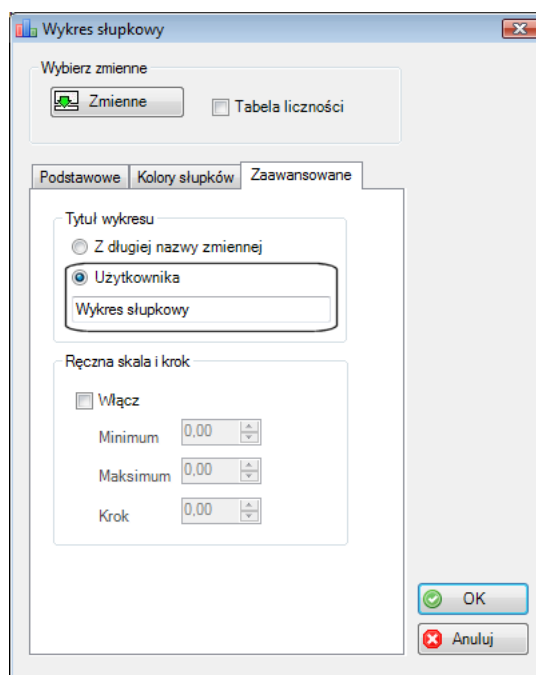 Wykres słupkowy
Wybierz zmienne
Zmienne
Tabela liczności
Podstawowe
Kolory słupków
Zaawansowane
Tytuł wykresu
Z długiej nazwy zmiennej
Użytkownika
Wykres słupkowy
Ręczna skala i krok
Włącz
Minimum 0,00
Maksimum 0,00
Krok 0,00
OK
Anuluj